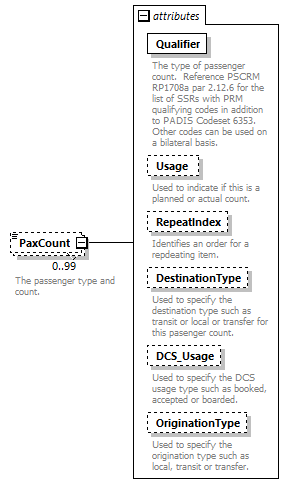 attributes
Qualifier
The type of passenger
count.  Reference PSCRM
RP1708a par 2.12.6 for the
list of SSRs with PRM
qualifying codes in addition
to PADIS Codeset 6353.
Other codes can be used on
a bilateral basis.
Usage
Used to indicate if this is a
planned or actual count.
RepeatIndex
Identifies an order for a
repdeating item.
PaxCount
0..99
The passenger type and
count.
DestinationType
Used to specify the
destination type such as
transit or local or transfer for
this pasenger count.
DCS_Usage
Used to specify the DCS
usage type such as booked,
accepted or boarded.
OriginationType
Used to specify the
origination type such as
local, transit or transfer.